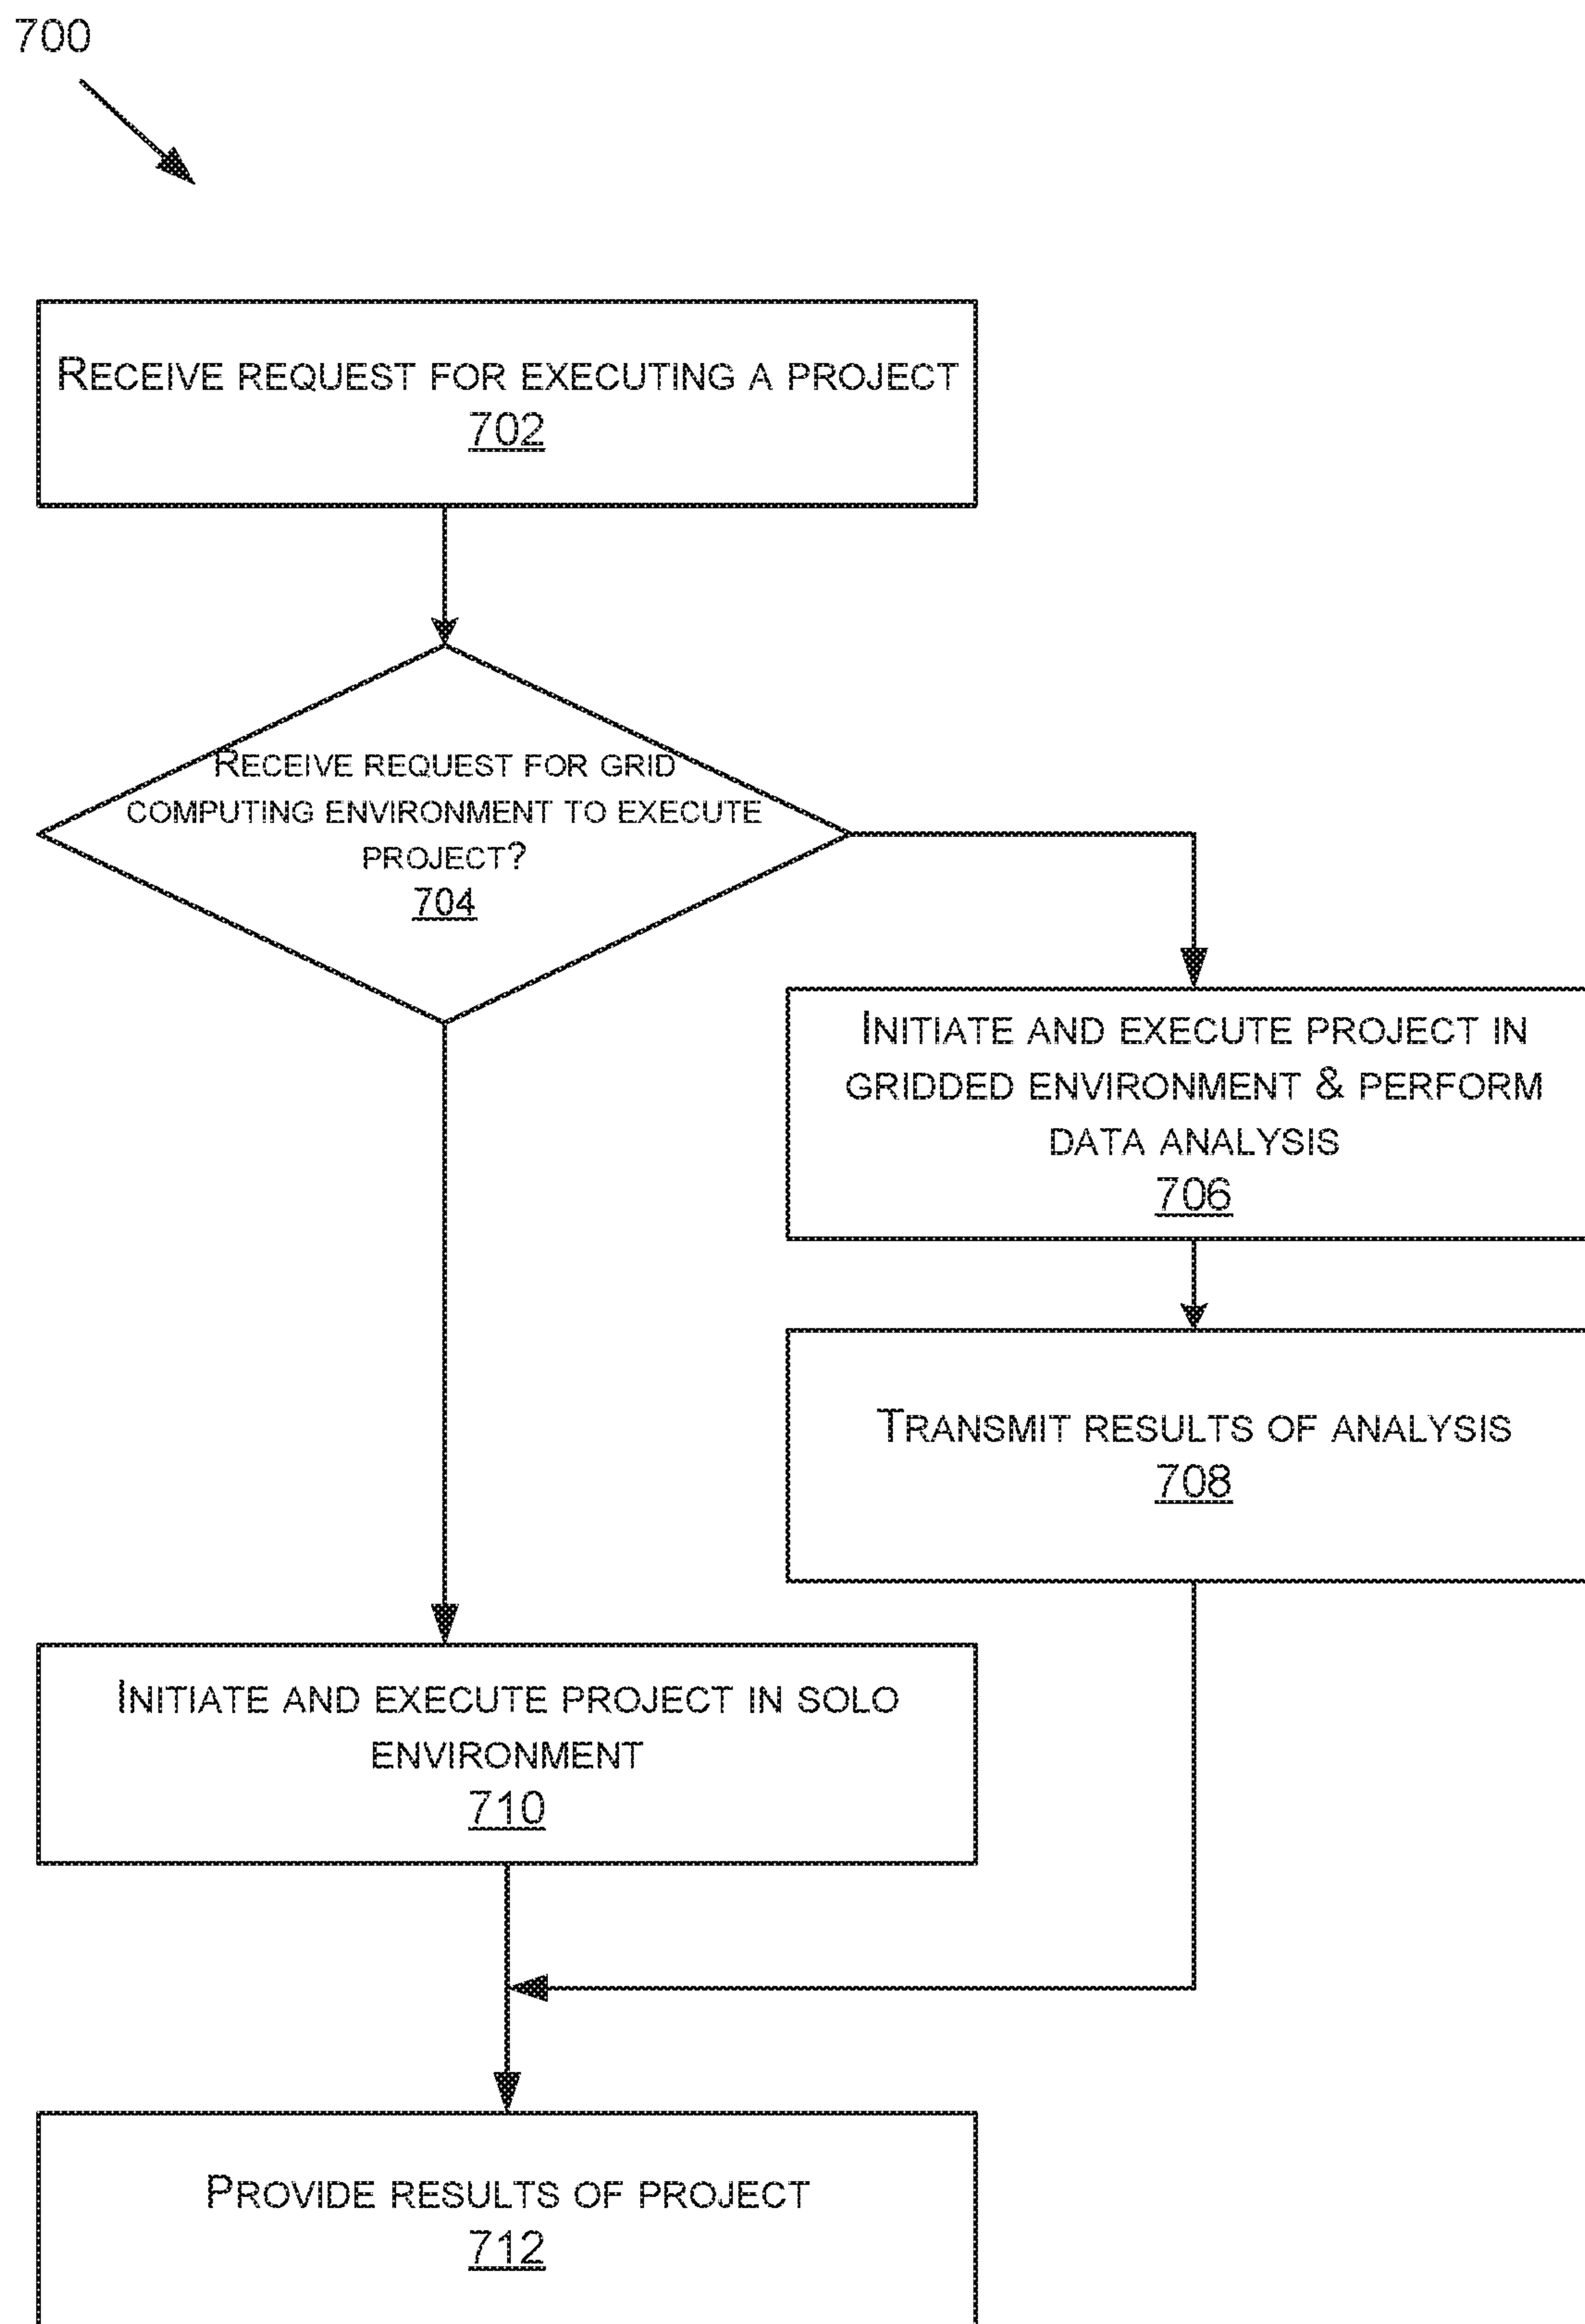 700
RECEIVE REQUEST FOR EXECUTING A PROJECT
702
RECEIVE REQUEST FOR GRID
COMPUTING ENVIRONMENT TO EXECUTE
PROJECT?
704
INITIATE AND EXECUTE PROJECT IN
GRIDDED ENVIRONMENT & PERFORM
DATA ANALYSIS
706
TRANSMIT RESULTS OF ANALYSIS
708
INITIATE AND EXECUTE PROJECT IN SOLO
ENVIRONMENT
710
PROVIDE RESULTS OF PROJECT
712